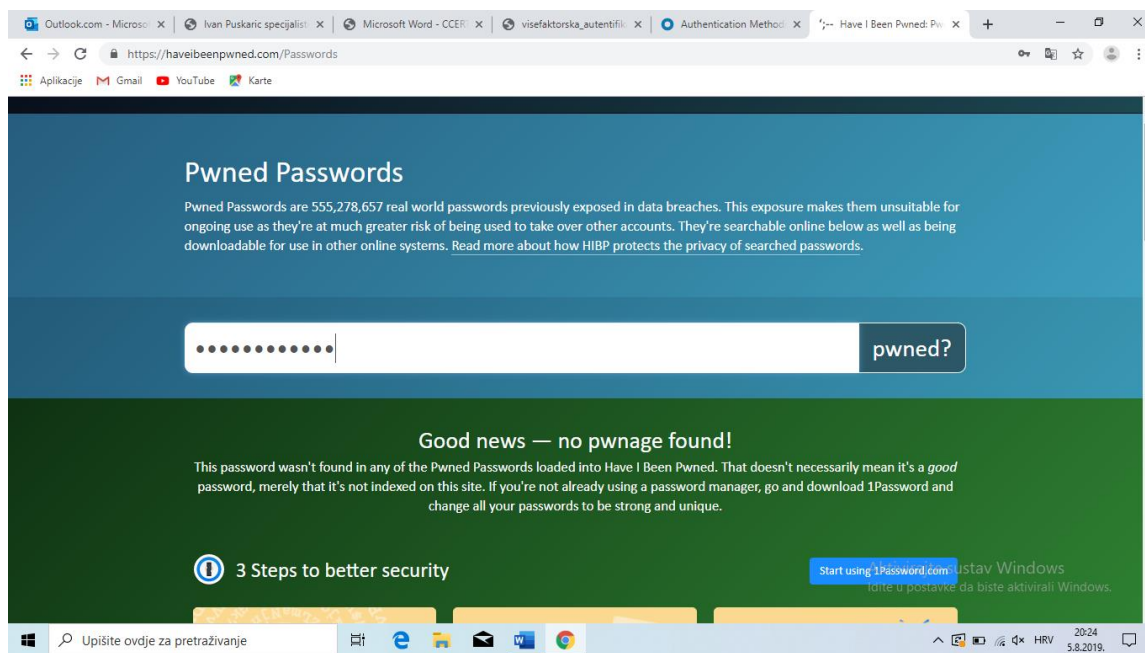 Outlook.com - Microso
Ivan Puskaric specijalist
Microsoft Word - CCER
visefaktorska_autentifik
Authentication Method
';-- Have I Been Pwned: Pw
https://haveibeenpwned.com/Passwords
Aplikacije
Gmail
YouTube
Karte
Pwned Passwords
Pwned Passwords are 555,278,657 real world passwords previously exposed in data breaches. This exposure makes them unsuitable for
ongoing use as they're at much greater risk of being used to take over other accounts. They're searchable online below as well as being
downloadable for use in other online systems. Read more about how HIBP protects the privacy of searched passwords.
••••••••••••
pwned?
Good news — no pwnage found!
This password wasn't found in any of the Pwned Passwords loaded into Have I Been Pwned. That doesn't necessarily mean it's a good
password, merely that it's not indexed on this site. If you're not already using a password manager, go and download 1Password and
change all your passwords to be strong and unique.
3 Steps to better security
Start using 1Password.com
sustav Windows
Idite u postavke da biste aktivirali Windows.
Upišite ovdje za pretraživanje
HRV
20:24
5.8.2019.